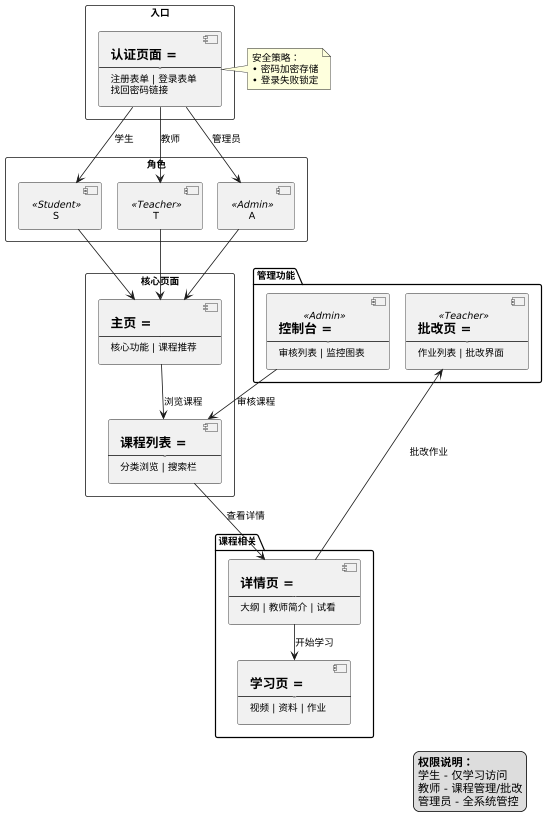 入口
认证页面 =
注册表单 | 登录表单
找回密码链接
安全策略：
• 密码加密存储
• 登录失败锁定
学生
教师
管理员
角色
«Student»
S
«Teacher»
T
«Admin»
A
核心页面
主页 =
核心功能 | 课程推荐
管理功能
«Admin»
控制台 =
审核列表 | 监控图表
«Teacher»
批改页 =
作业列表 | 批改界面
浏览课程
审核课程
课程列表 =
分类浏览 | 搜索栏
批改作业
查看详情
课程相关
详情页 =
大纲 | 教师简介 | 试看
开始学习
学习页 =
视频 | 资料 | 作业
权限说明：
学生 - 仅学习访问
教师 - 课程管理/批改
管理员 - 全系统管控